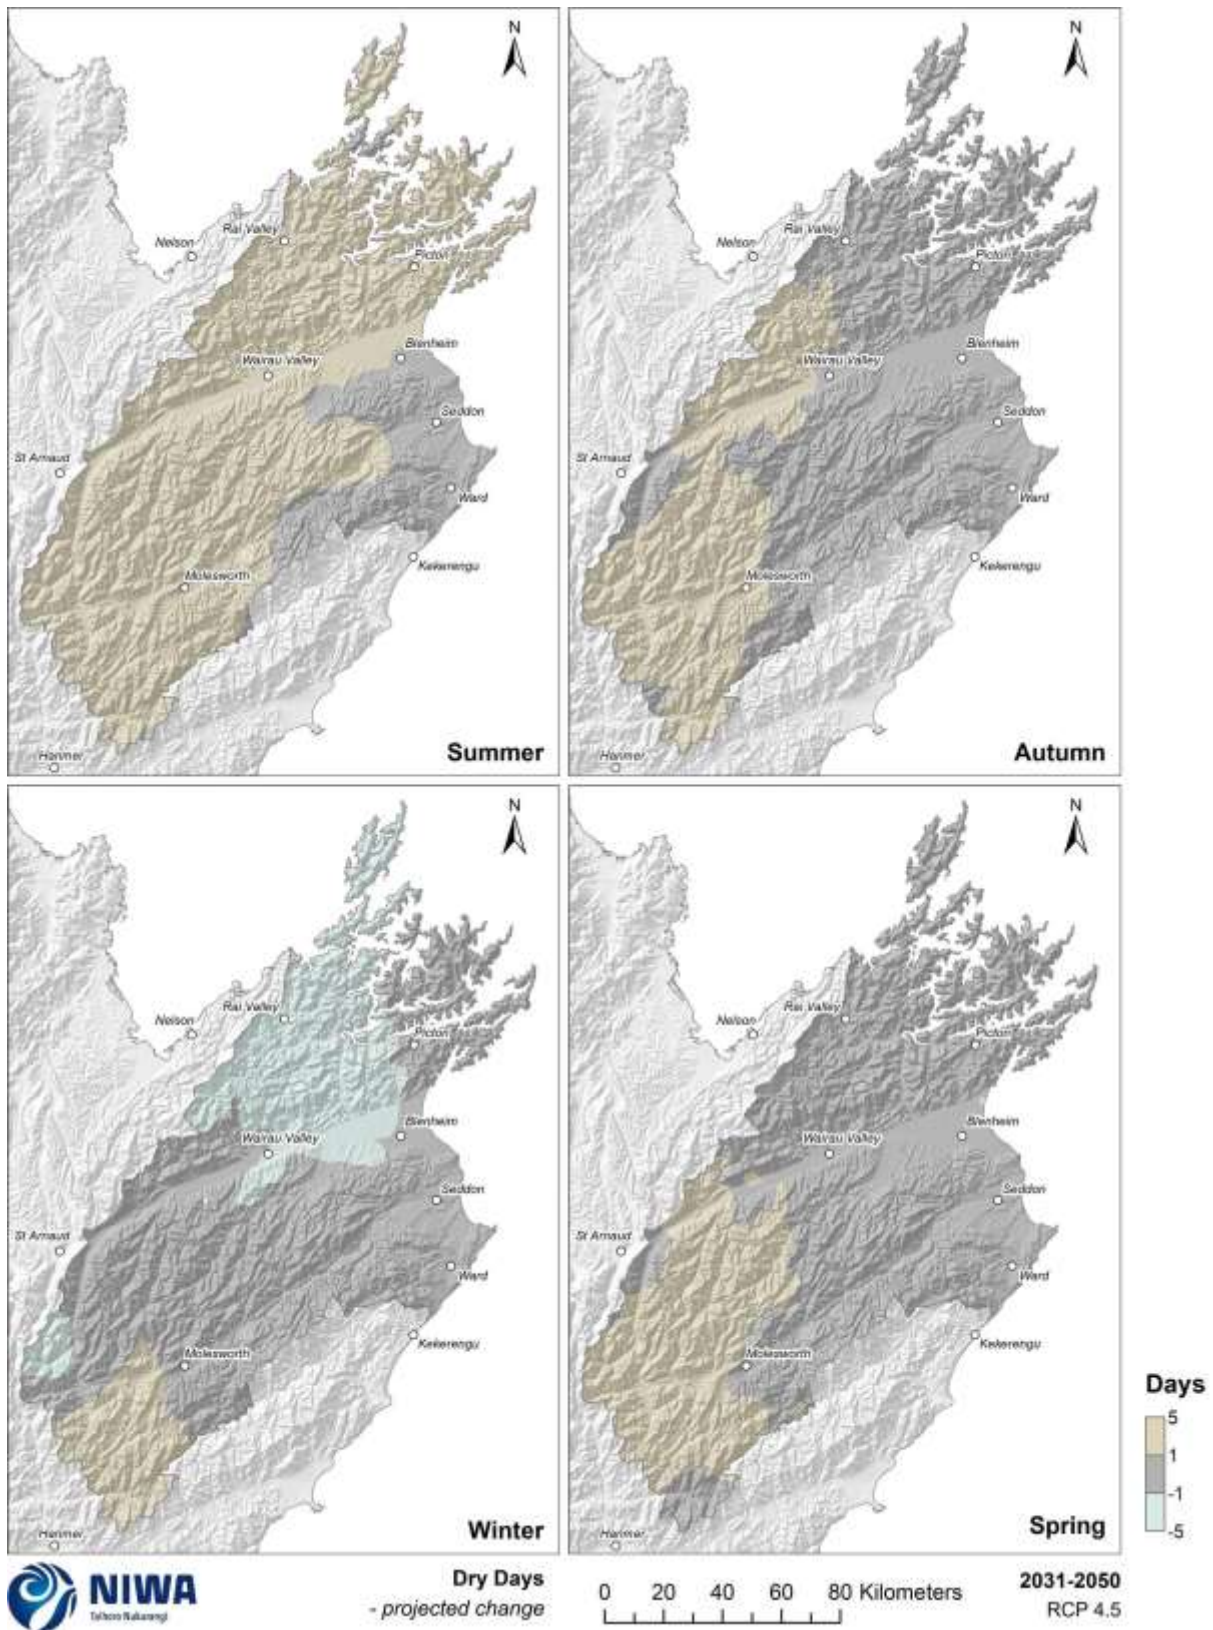 N
Nelson
Rai Valley
Picton
Wairau Valley
Blenheim
Seddon
St Arnaud
Ward
Kekerengu
Molesworth
Hanmer
Summer
N
Nelson
Rai Valley
Picton
Wairau Valley
Blenheim
Seddon
St Arnaud
Ward
Kekerengu
Molesworth
Hanmer
Autumn
N
Nelson
Rai Valley
Picton
Wairau Valley
Blenheim
Seddon
St Arnaud
Ward
Kekerengu
Molesworth
Hanmer
Winter
N
Nelson
Rai Valley
Picton
Wairau Valley
Blenheim
Seddon
St Arnaud
Ward
Kekerengu
Molesworth
Hanmer
Spring
Days
5
1
-1
-5
NIWA
Taihoro Nukurangi
Dry Days
- projected change
0 20 40 60 80 Kilometers
2031-2050
RCP 4.5